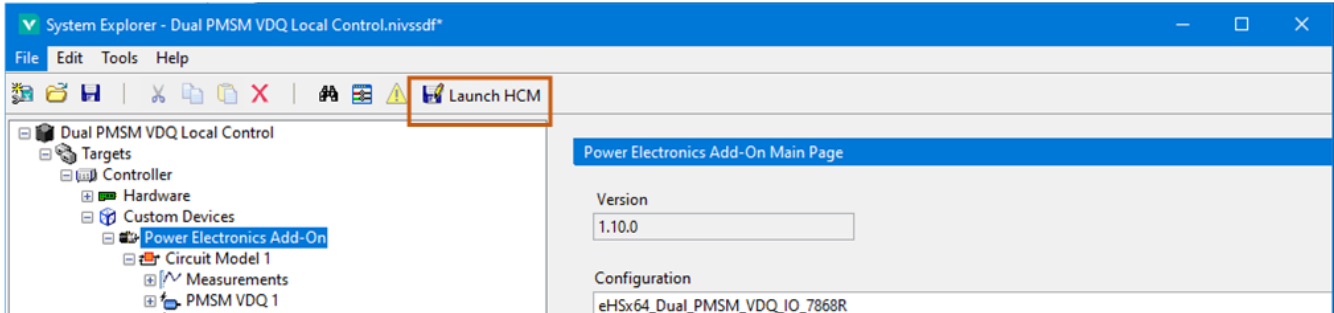 System Explorer - Dual PMSM VDQ Local Control.nivssdf*
File Edit Tools Help
Launch HCM
Dual PMSM VDQ Local Control
Targets
Controller
Hardware
Custom Devices
Power Electronics Add-On
Circuit Model 1
Measurements
PMSM VDQ 1
Power Electronics Add-On Main Page
Version
1.10.0
Configuration
eHSx64_Dual_PMSM_VDQ_IO_7868R